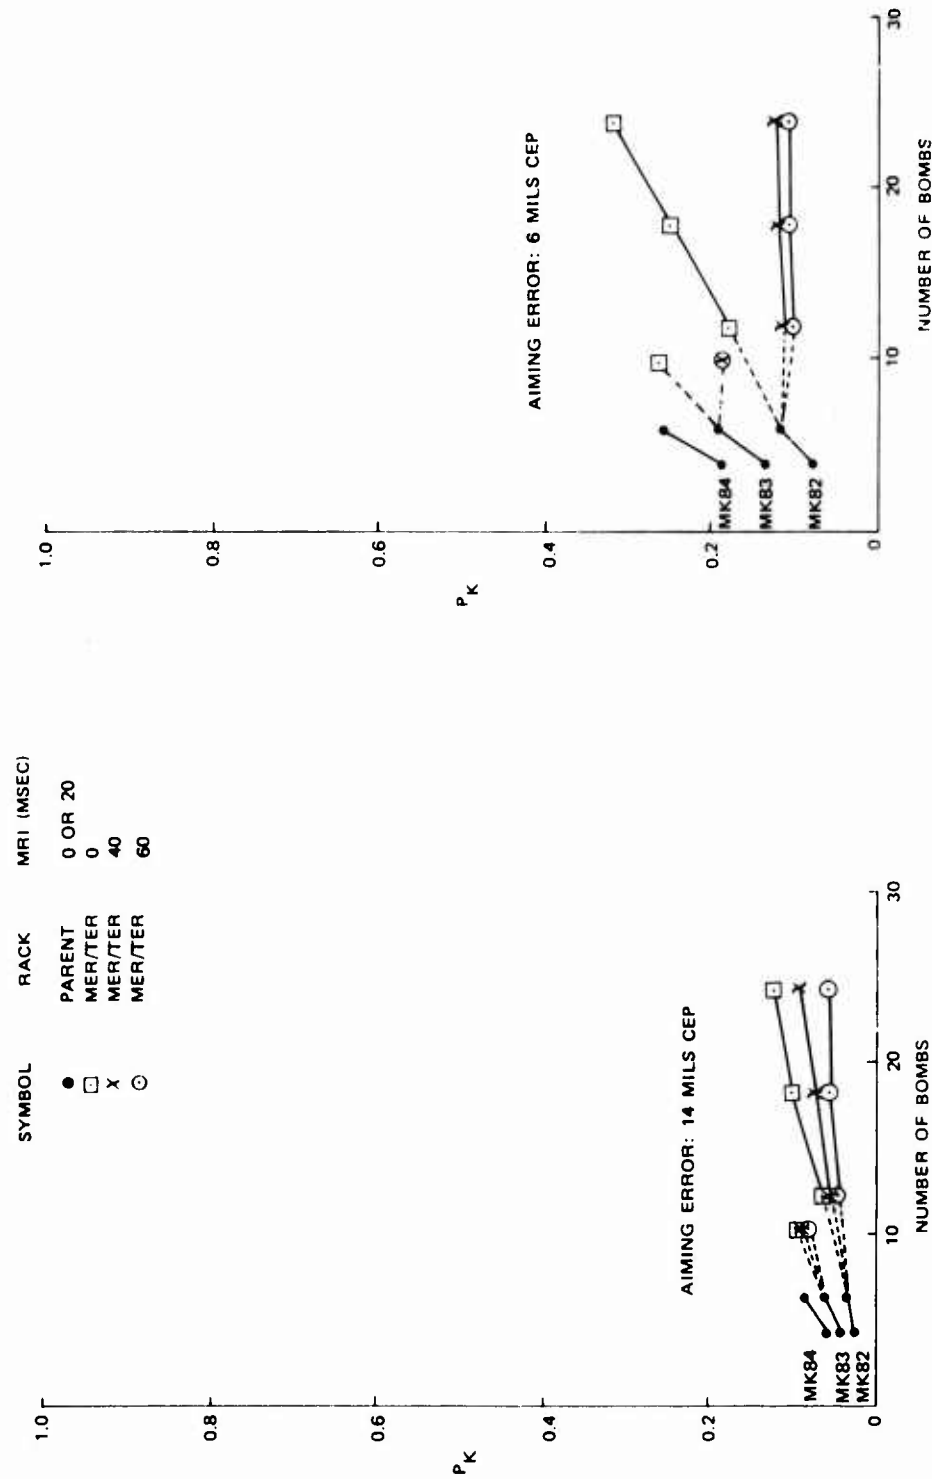 SYMBOL RACK MRI (MSEC)
PARENT 0 OR 20
MER/TER 0
MER/TER 40
MER/TER 60
AIMING ERROR: 14 MILS CEP
PK
1.0
0.8
0.6
0.4
0.2
0
MK84
MK83
MK82
10
20
30
NUMBER OF BOMBS
AIMING ERROR: 6 MILS CEP
PK
1.0
0.8
0.6
0.4
0.2
0
MK84
MK83
MK82
10
20
30
NUMBER OF BOMBS